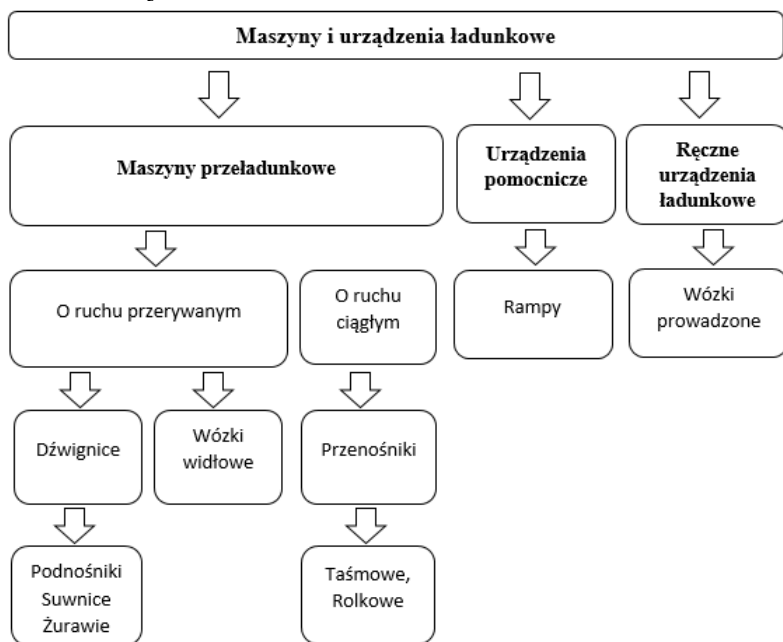 Maszyny i urządzenia ładunkowe
Maszyny przeładunkowe
Urządzenia
pomocnicze
Ręczne
urządzenia
ładunkowe
O ruchu przerywanym
O ruchu
ciągłym
Rampy
Wózki
prowadzone
Dźwignice
Wózki
widłowe
Przenośniki
Podnośniki
Suwnice
Żurawie
Taśmowe,
Rolkowe